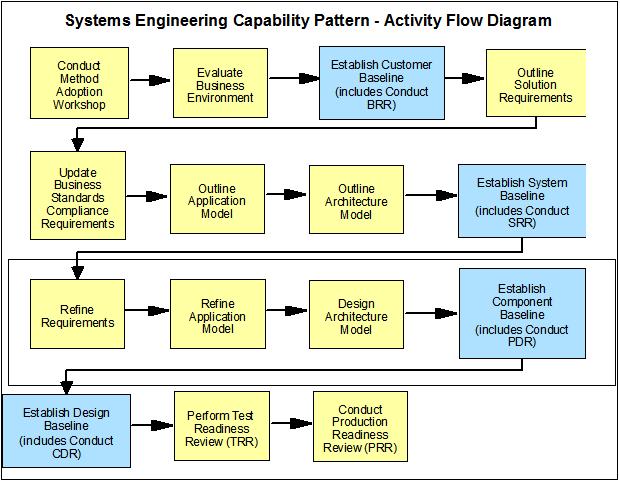 Systems Engineering Capability Pattern - Activity Flow Diagram
Conduct
Method
Adoption
Workshop
Evaluate
Business
Environment
Establish Customer
Baseline
(includes Conduct
BRR)
Outline
Solution
Requirements
Update
Business
Standards
Compliance
Requirements
Outline
Application
Model
Outline
Architecture
Model
Establish System
Baseline
(includes Conduct
SRR)
Refine
Requirements
Refine
Application
Model
Design
Architecture
Model
Establish
Component
Baseline
(includes Conduct
PDR)
Establish Design
Baseline
(includes Conduct
CDR)
Perform Test
Readiness
Review (TRR)
Conduct
Production
Readiness
Review (PRR)